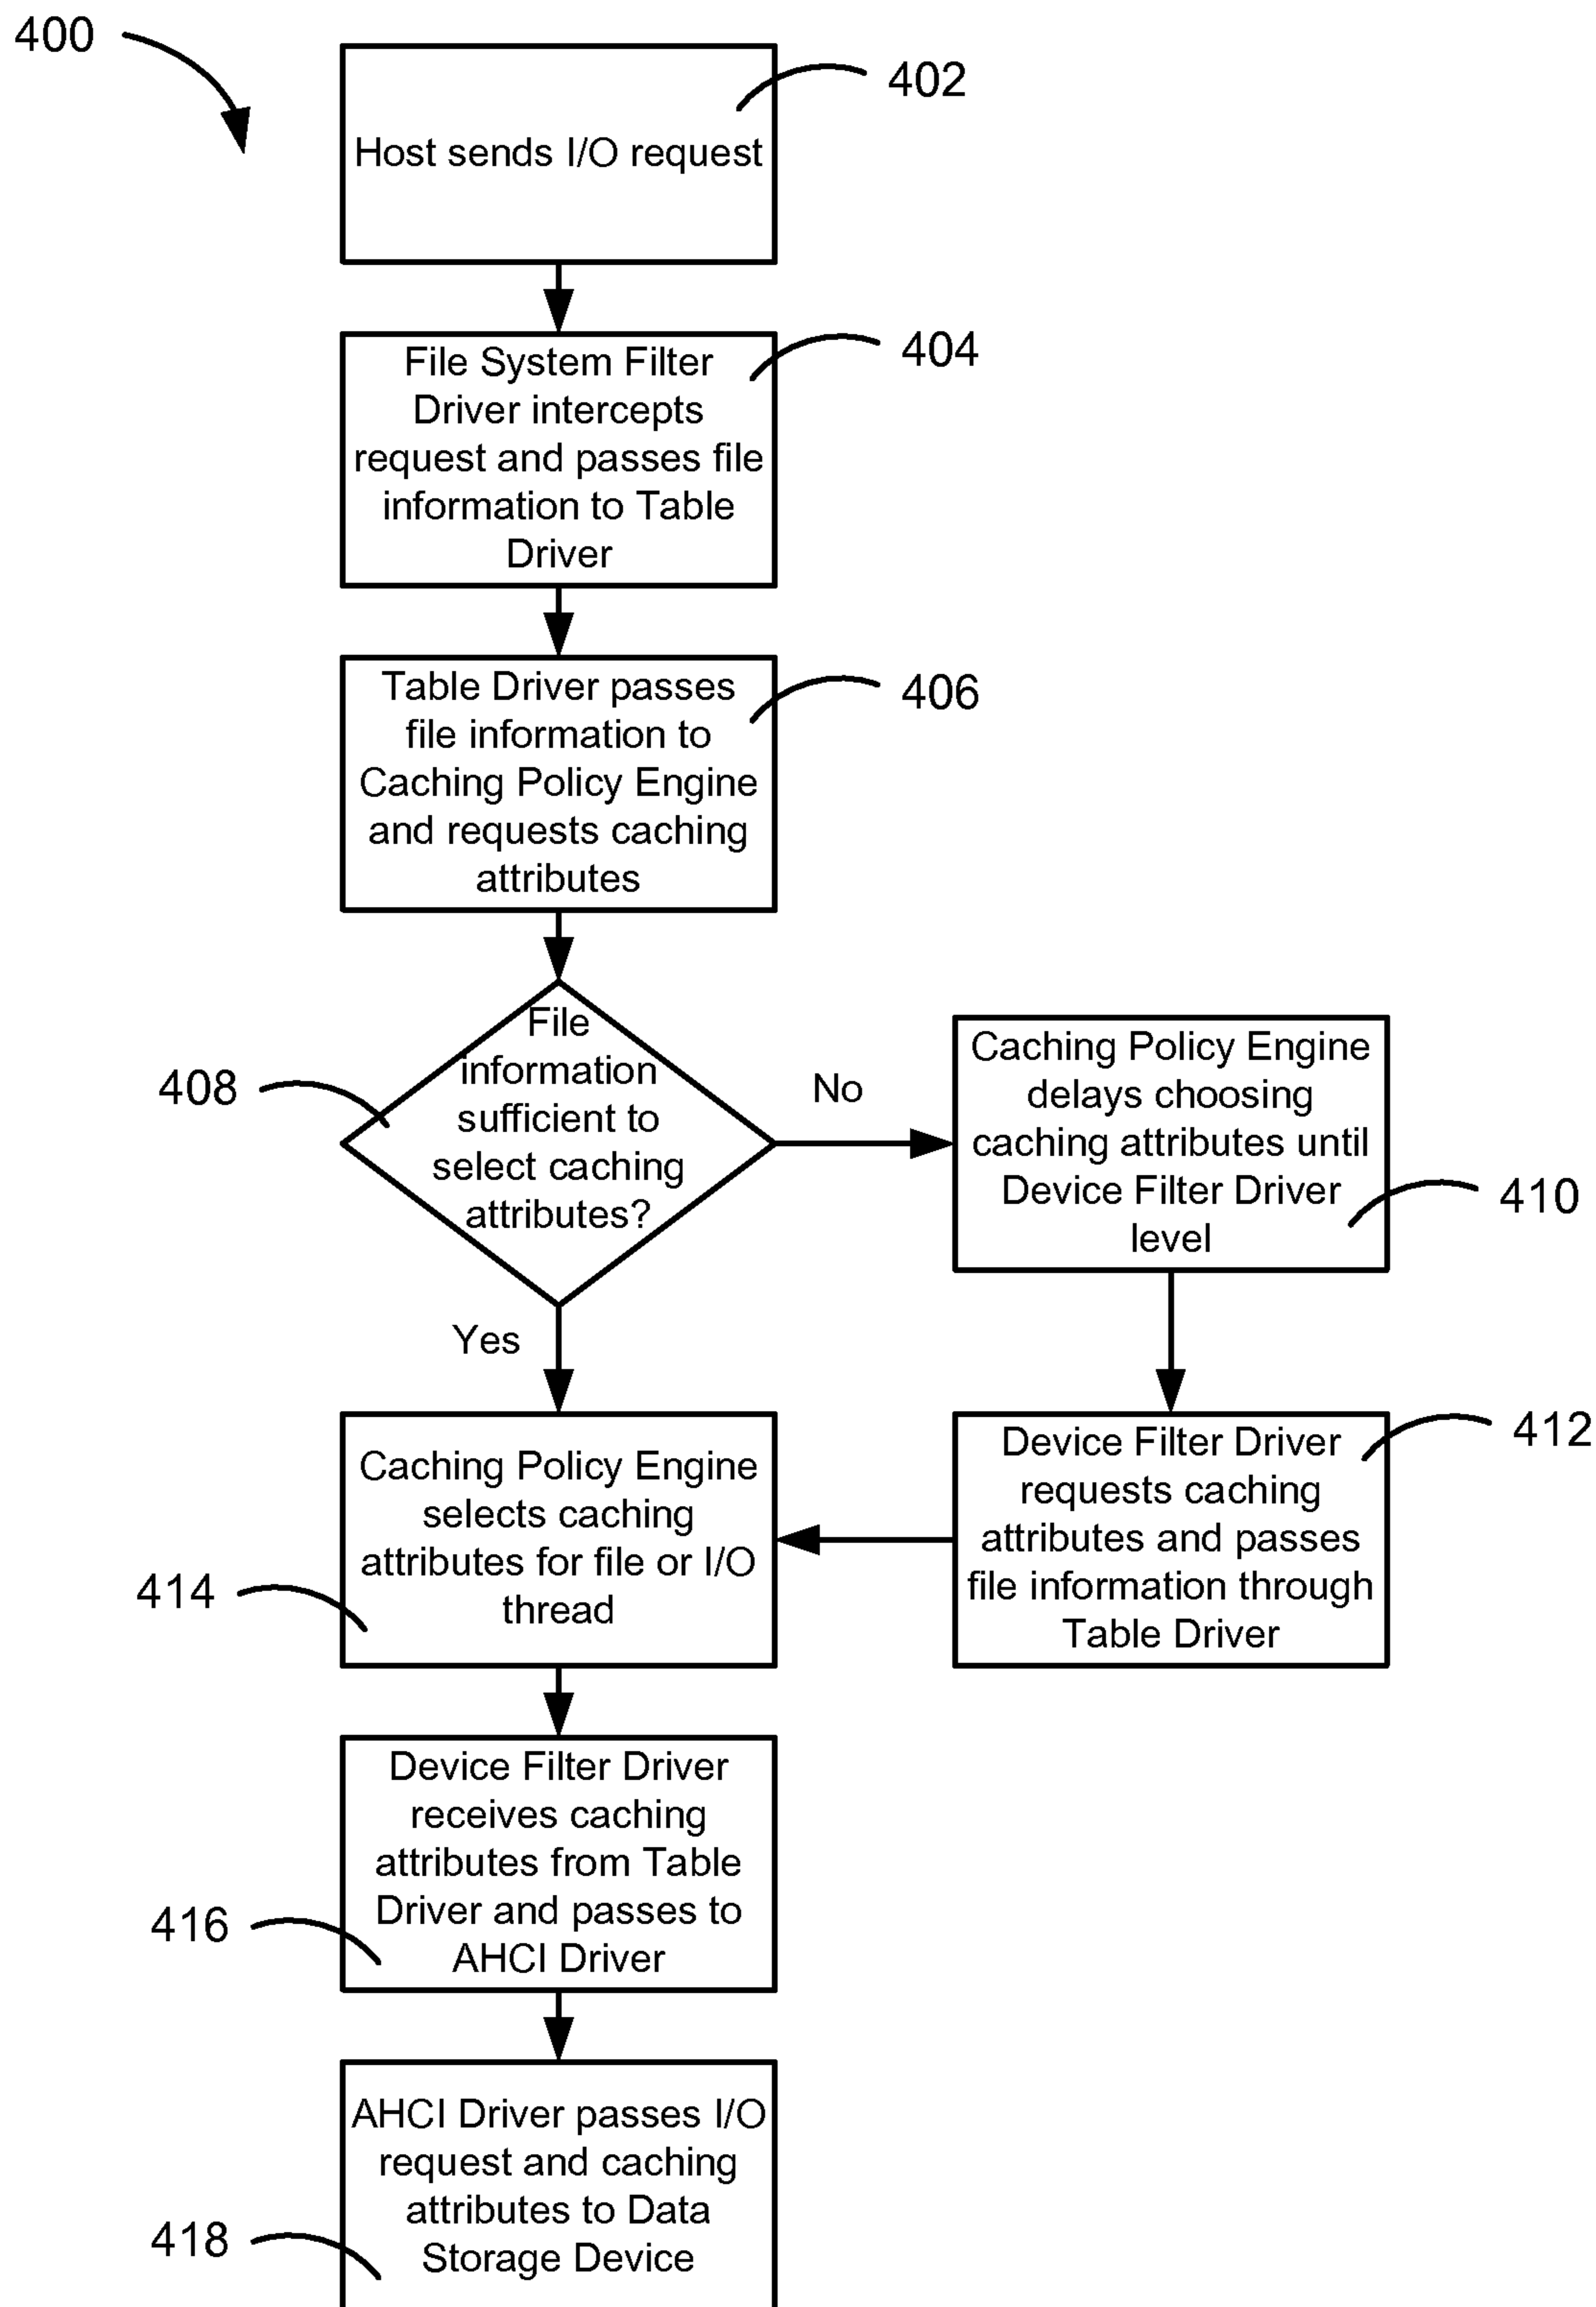 400
402
Host sends I/O request
404
File System Filter
Driver intercepts
request and passes file
information to Table
Driver
406
Table Driver passes
file information to
Caching Policy Engine
and requests caching
attributes
408
File
information
sufficient to
select caching
attributes?
No
Yes
Caching Policy Engine
delays choosing
caching attributes until
Device Filter Driver
level
410
412
Device Filter Driver
requests caching
attributes and passes
file information through
Table Driver
Caching Policy Engine
selects caching
attributes for file or I/O
thread
414
Device Filter Driver
receives caching
attributes from Table
Driver and passes to
AHCI Driver
416
AHCI Driver passes I/O
request and caching
attributes to Data
Storage Device
418